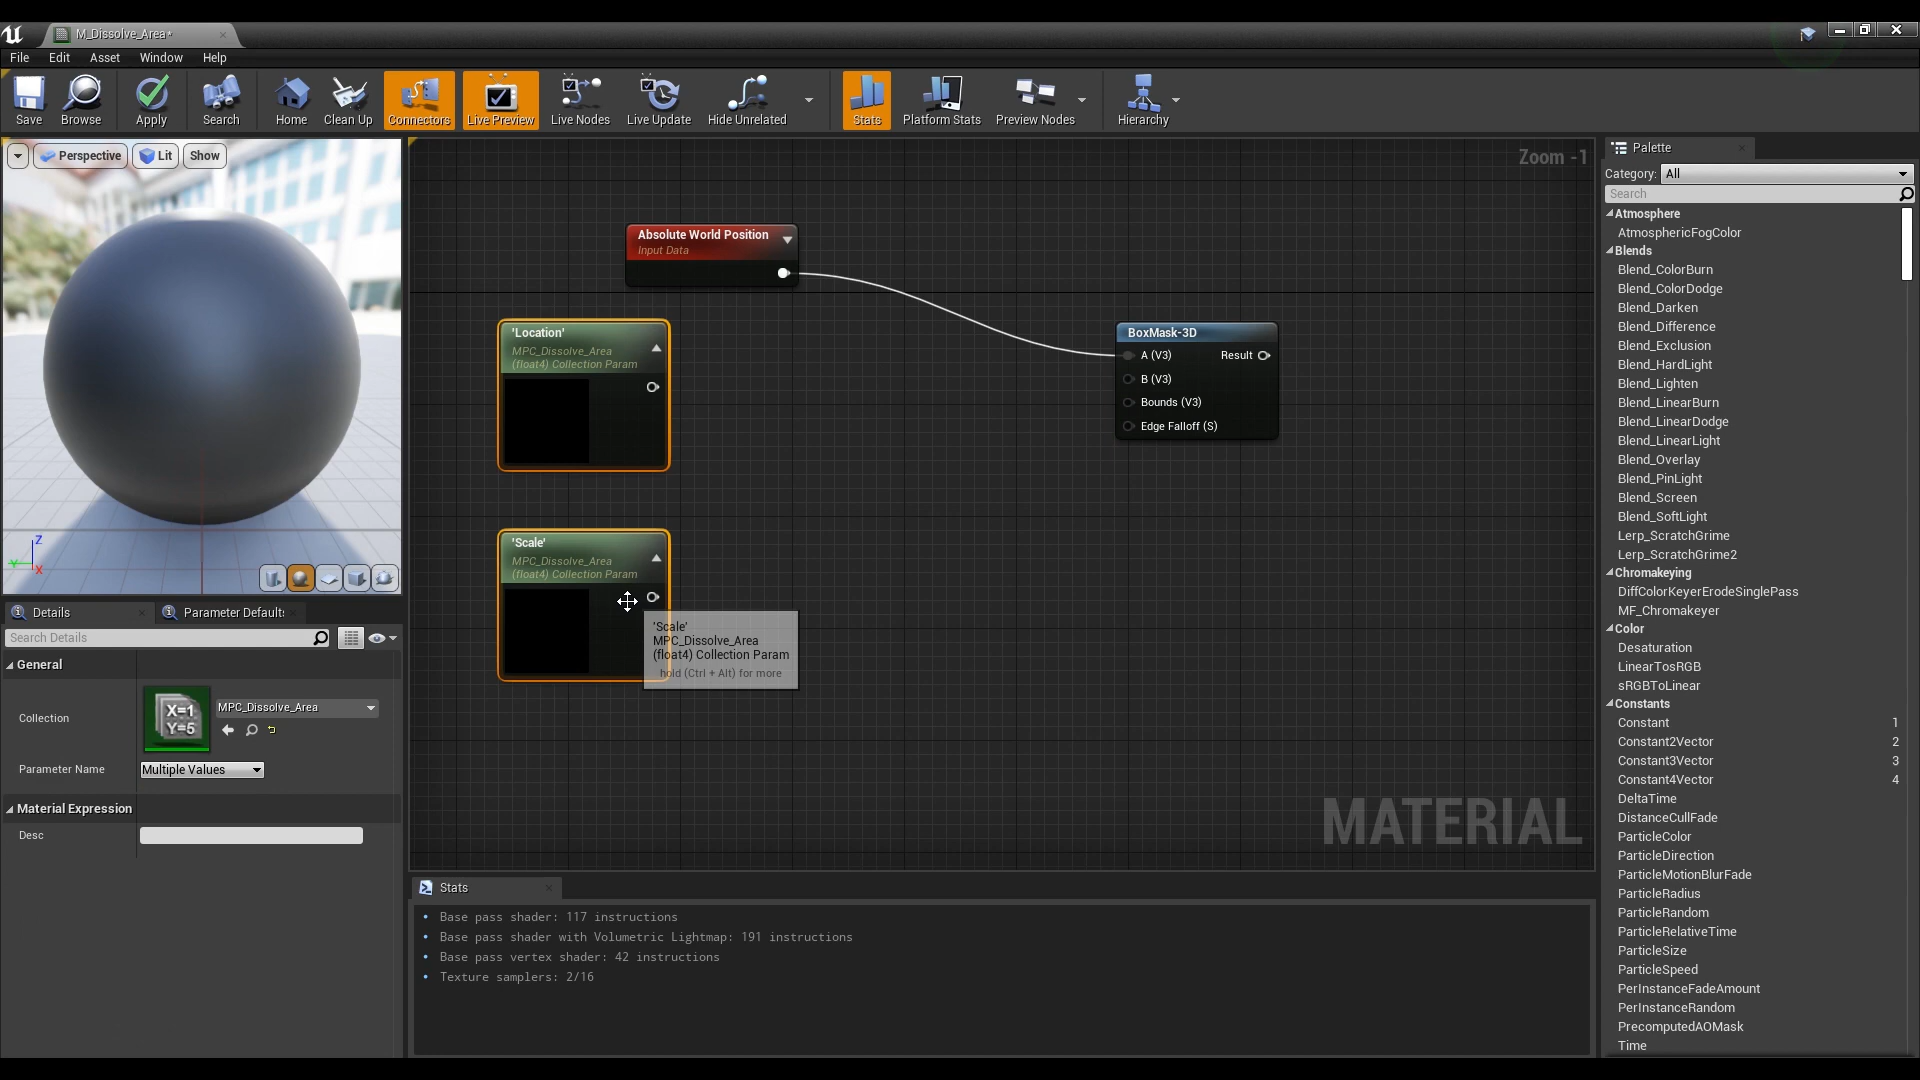 M_Dissolve_Area*
File Edit Asset Window Help
Save Browse Apply Search Home Clean Up Connectors Live Preview Live Nodes Live Update Hide Unrelated Stats Platform Stats Preview Nodes Hierarchy
Perspective Lit Show
Z
Y
X
Details Parameter Defaults
Search Details
General
Collection
X=1
Y=5
MPC_Dissolve_Area
Parameter Name Multiple Values
Material Expression
Desc
Zoom -1
Absolute World Position
Input Data
'Location'
MPC_Dissolve_Area
(float4) Collection Param
BoxMask-3D
A (V3) Result
B (V3)
Bounds (V3)
Edge Falloff (S)
'Scale'
MPC_Dissolve_Area
(float4) Collection Param
'Scale'
MPC_Dissolve_Area
(float4) Collection Param
hold (Ctrl + Alt) for more
MATERIAL
Stats
• Base pass shader: 117 instructions
• Base pass shader with Volumetric Lightmap: 191 instructions
• Base pass vertex shader: 42 instructions
• Texture samplers: 2/16
Palette
Category: All
Search
Atmosphere
AtmosphericFogColor
Blends
Blend_ColorBurn
Blend_ColorDodge
Blend_Darken
Blend_Difference
Blend_Exclusion
Blend_HardLight
Blend_Lighten
Blend_LinearBurn
Blend_LinearDodge
Blend_LinearLight
Blend_Overlay
Blend_PinLight
Blend_Screen
Blend_SoftLight
Lerp_ScratchGrime
Lerp_ScratchGrime2
Chromakeying
DiffColorKeyerErodeSinglePass
MF_Chromakeyer
Color
Desaturation
LinearTosRGB
sRGBToLinear
Constants
Constant 1
Constant2Vector 2
Constant3Vector 3
Constant4Vector 4
DeltaTime
DistanceCullFade
ParticleColor
ParticleDirection
ParticleMotionBlurFade
ParticleRadius
ParticleRandom
ParticleRelativeTime
ParticleSize
ParticleSpeed
PerInstanceFadeAmount
PerInstanceRandom
PrecomputedAOMask
Time